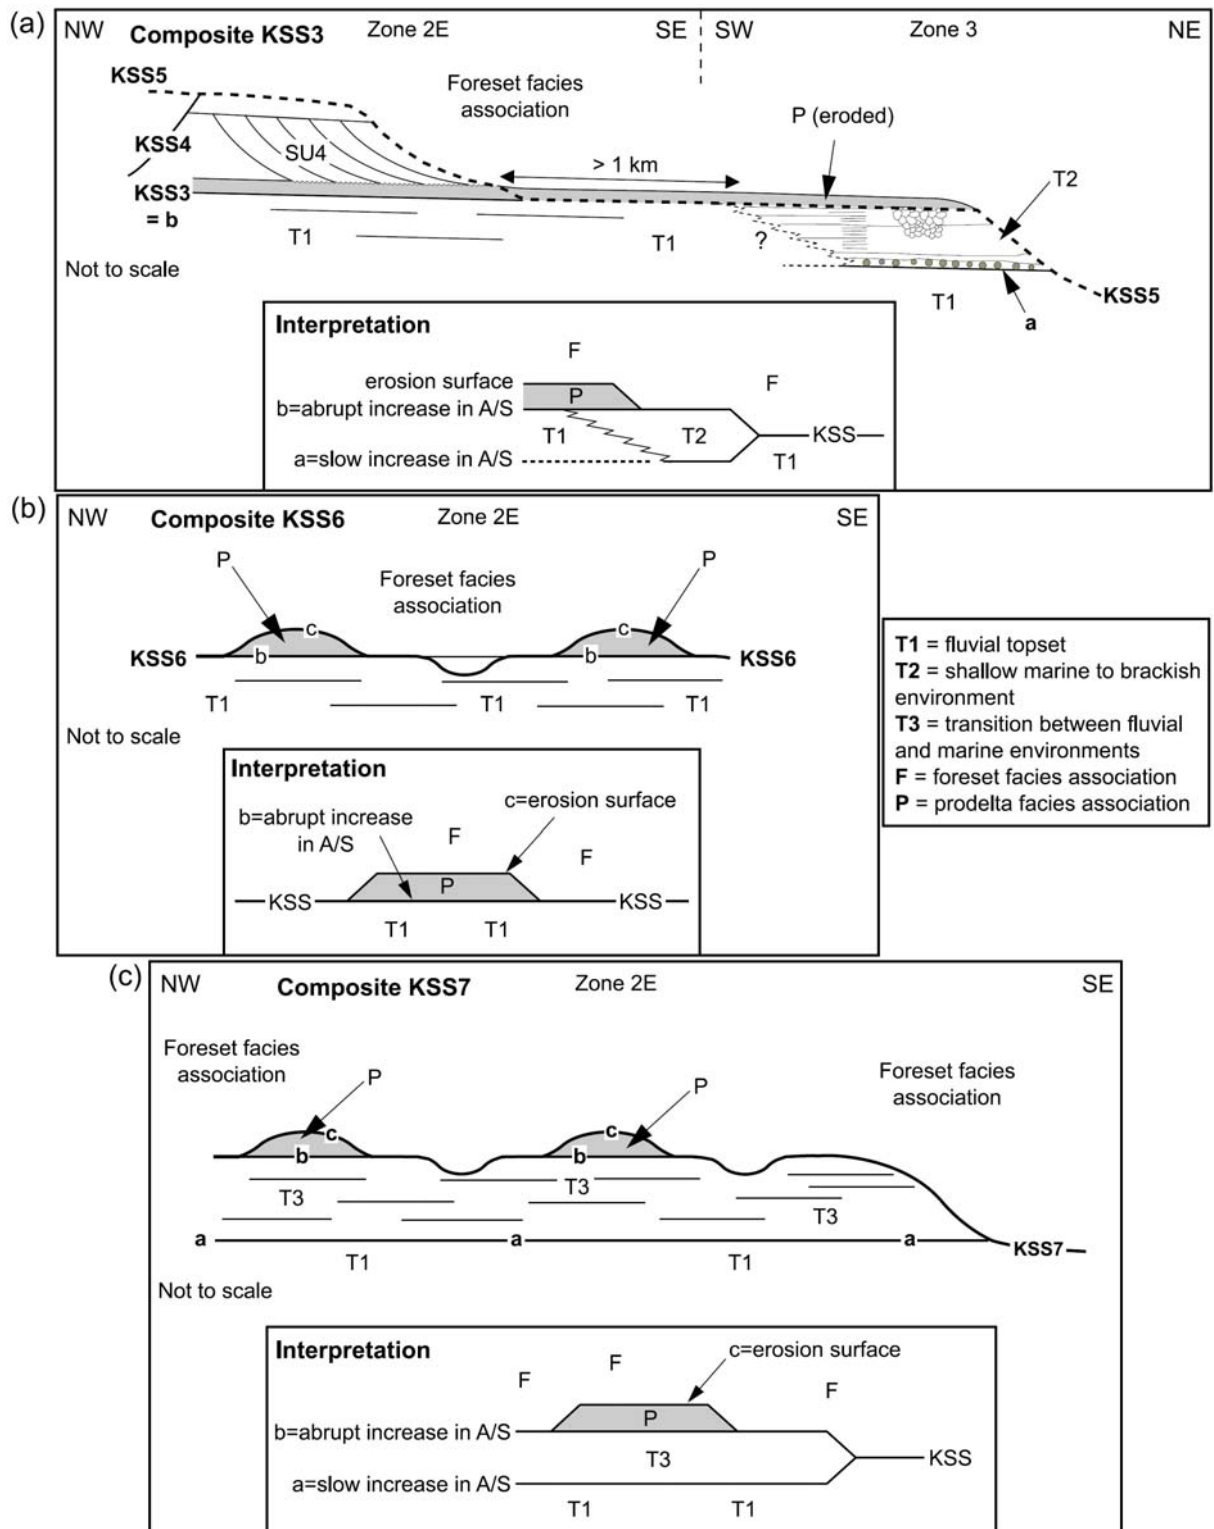 (a)
NW Composite KSS3 Zone 2E SE SW Zone 3 NE
KSS5
Foreset facies
association
P (eroded)
KSS4
SU4
> 1 km
T2
KSS3
= b
T1
T1
?
Not to scale
T1
KSS5
a
Interpretation
F
erosion surface
F
P
b=abrupt increase in A/S
T1
T2
KSS
a=slow increase in A/S
T1
(b)
NW Composite KSS6 Zone 2E SE
P
P
Foreset facies
association
c
c
KSS6
b
b
KSS6
T1
T1
T1
Not to scale
Interpretation
c=erosion surface
b=abrupt increase
in A/S
F
F
P
KSS
KSS
T1
T1
T1 = fluvial topset
T2 = shallow marine to brackish
environment
T3 = transition between fluvial
and marine environments
F = foreset facies association
P = prodelta facies association
(c)
NW Composite KSS7 Zone 2E SE
Foreset facies
association
P
P
Foreset facies
association
c
c
b
b
T3
T3
T3
a
a
a
KSS7
T1
T1
Not to scale
Interpretation
c=erosion surface
F
F
F
P
b=abrupt increase in A/S
T3
KSS
a=slow increase in A/S
T1
T1